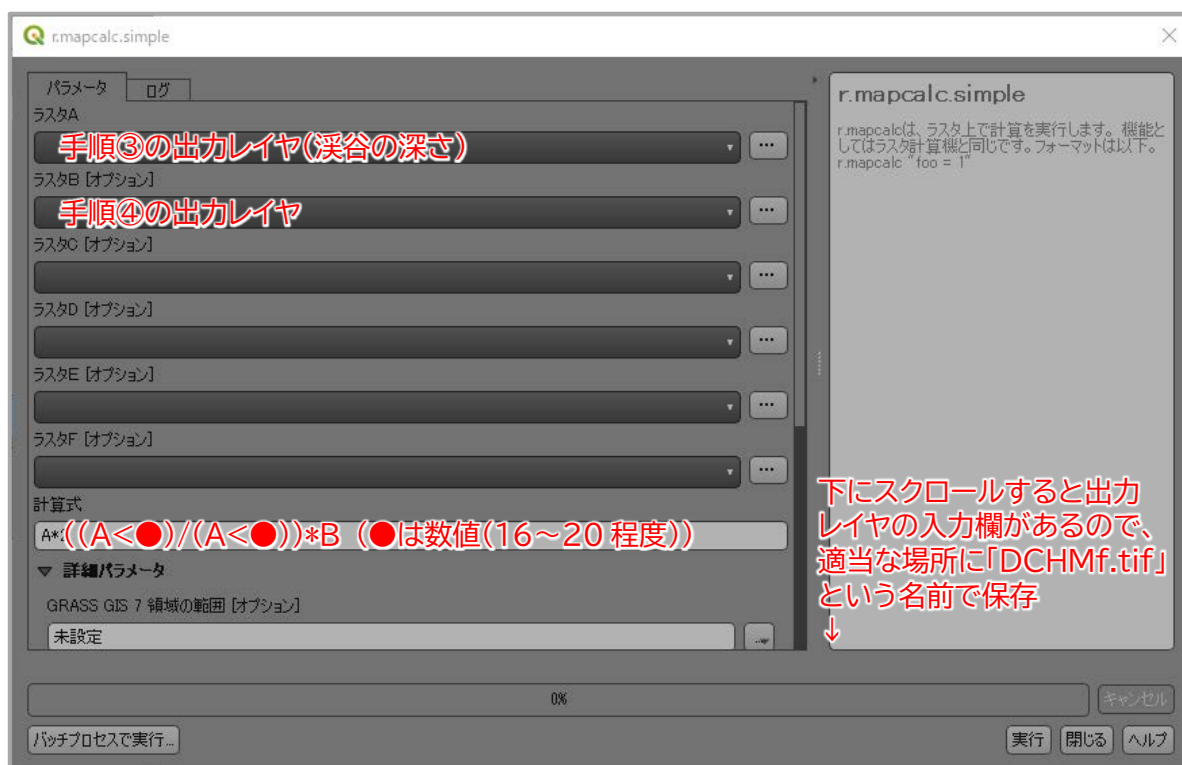 r.mapcalc.simple
パラメータ
ログ
ラスタA
手順③の出力レイヤ(渓谷の深さ)
...
ラスタB [オプション]
手順④の出力レイヤ
...
ラスタC [オプション]
...
ラスタD [オプション]
...
ラスタE [オプション]
...
ラスタF [オプション]
...
計算式
((A<●)/(A<●))*B (●は数値(16～20程度))
▼ 詳細パラメータ
GRASS GIS 7 領域の範囲 [オプション]
未設定
...
r.mapcalc.simple
r.mapcalcは、ラスタ上で計算を実行します。機能と
してはラスタ計算機と同じです。フォーマットは以下。
r.mapcalc "foo = 1"
下にスクロールすると出力
レイヤの入力欄があるので、
適当な場所に「DCHMf.tif」
という名前で保存
↓
0%
キャンセル
バッチプロセスで実行...
実行
閉じる
ヘルプ